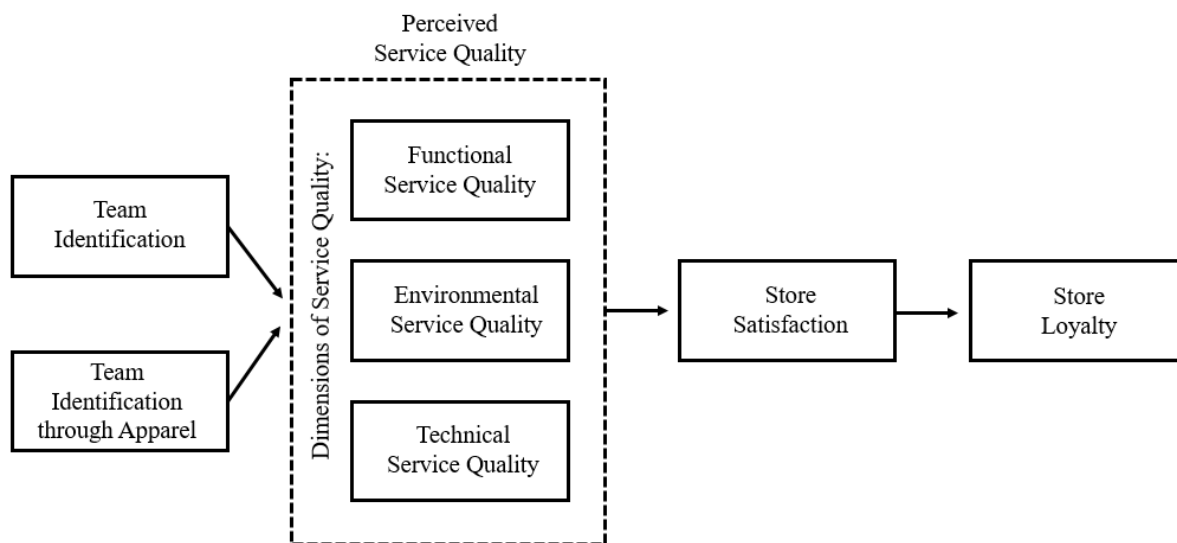 Perceived
Service Quality
Team
Identification
Team
Identification
through Apparel
Dimensions of Service Quality:
Functional
Service Quality
Environmental
Service Quality
Technical
Service Quality
Store
Satisfaction
Store
Loyalty